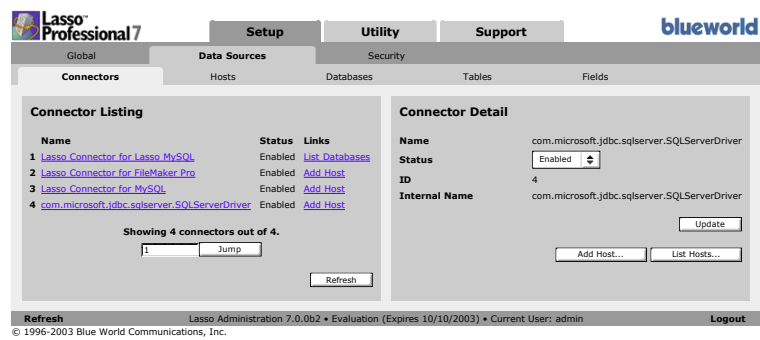 Lasso™
Professional 7
Setup Utility Support
blueworld
Global Data Sources Security
Connectors Hosts Databases Tables Fields
Connector Listing
Name Status Links
1 Lasso Connector for Lasso MySQL Enabled List Databases
2 Lasso Connector for FileMaker Pro Enabled Add Host
3 Lasso Connector for MySQL Enabled Add Host
4 com.microsoft.jdbc.sqlserver.SQLServerDriver Enabled Add Host
Showing 4 connectors out of 4.
1 Jump
Refresh
Connector Detail
Name com.microsoft.jdbc.sqlserver.SQLServerDriver
Status Enabled
ID 4
Internal Name com.microsoft.jdbc.sqlserver.SQLServerDriver
Update
Add Host... List Hosts...
Refresh Lasso Administration 7.0.0b2 • Evaluation (Expires 10/10/2003) • Current User: admin Logout
© 1996-2003 Blue World Communications, Inc.